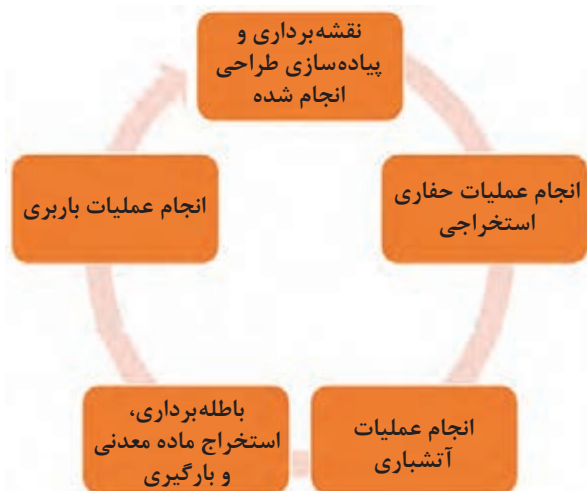 نقشه‌برداری و
پیاده‌سازی طراحی
انجام شده
انجام عملیات حفاری
استخراجی
انجام عملیات
آتشباری
باطله‌برداری،
استخراج ماده معدنی
و بارگیری
انجام عملیات باربری